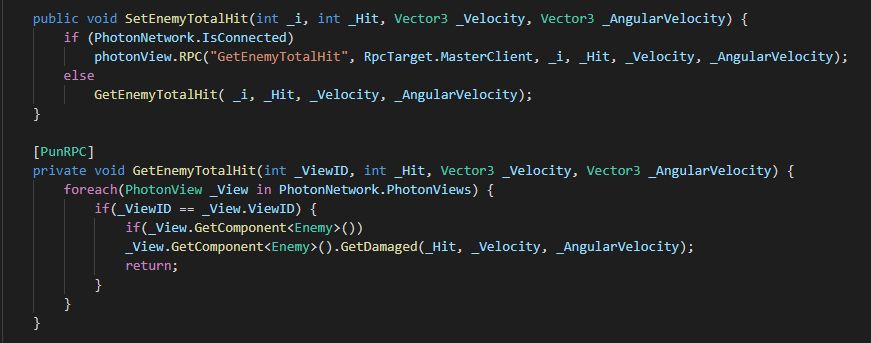 public void SetEnemyTotalHit(int _i, int _Hit, Vector3 _Velocity, Vector3 _AngularVelocity) {
    if (PhotonNetwork.IsConnected)
        photonView.RPC("GetEnemyTotalHit", RpcTarget.MasterClient, _i, _Hit, _Velocity, _AngularVelocity);
    else
        GetEnemyTotalHit( _i, _Hit, _Velocity, _AngularVelocity);
}

[PunRPC]
private void GetEnemyTotalHit(int _ViewID, int _Hit, Vector3 _Velocity, Vector3 _AngularVelocity) {
    foreach(PhotonView _View in PhotonNetwork.PhotonViews) {
        if(_ViewID == _View.ViewID) {
            if(_View.GetComponent<Enemy>())
            _View.GetComponent<Enemy>().GetDamaged(_Hit, _Velocity, _AngularVelocity);
            return;
        }
    }
}